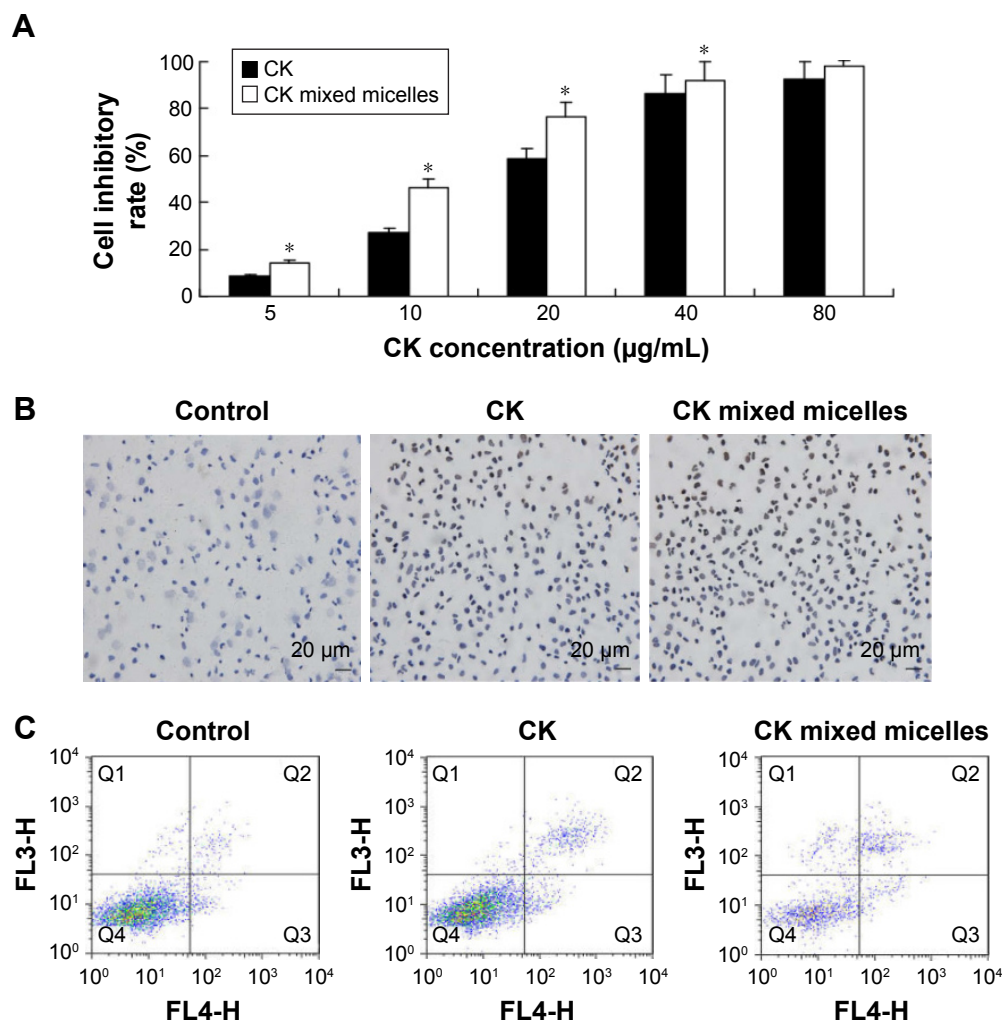 A
100
80
60
40
20
0
Cell inhibitory
rate (%)
CK
CK mixed micelles
*
*
*
*
5 10 20 40 80
CK concentration (µg/mL)
B
Control CK CK mixed micelles
20 µm 20 µm 20 µm
C
Control CK CK mixed micelles
10⁴ 10⁴ 10⁴
Q1 Q2 Q1 Q2 Q1 Q2
10³ 10³ 10³
FL3-H FL3-H FL3-H
10² 10² 10²
10¹ 10¹ 10¹
Q4 Q3 Q4 Q3 Q4 Q3
10⁰ 10⁰ 10⁰
10⁰ 10¹ 10² 10³ 10⁴ 10⁰ 10¹ 10² 10³ 10⁴ 10⁰ 10¹ 10² 10³ 10⁴
FL4-H FL4-H FL4-H